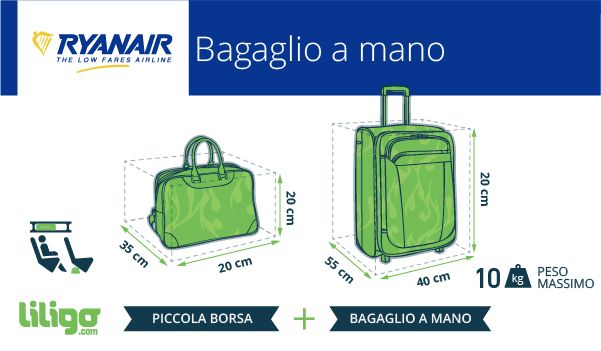 RYANAIR
THE LOW FARES AIRLINE
Bagaglio a mano
20 cm
35 cm
20 cm
20 cm
55 cm
40 cm
10 kg PESO
MASSIMO
liligo
.com
PICCOLA BORSA + BAGAGLIO A MANO